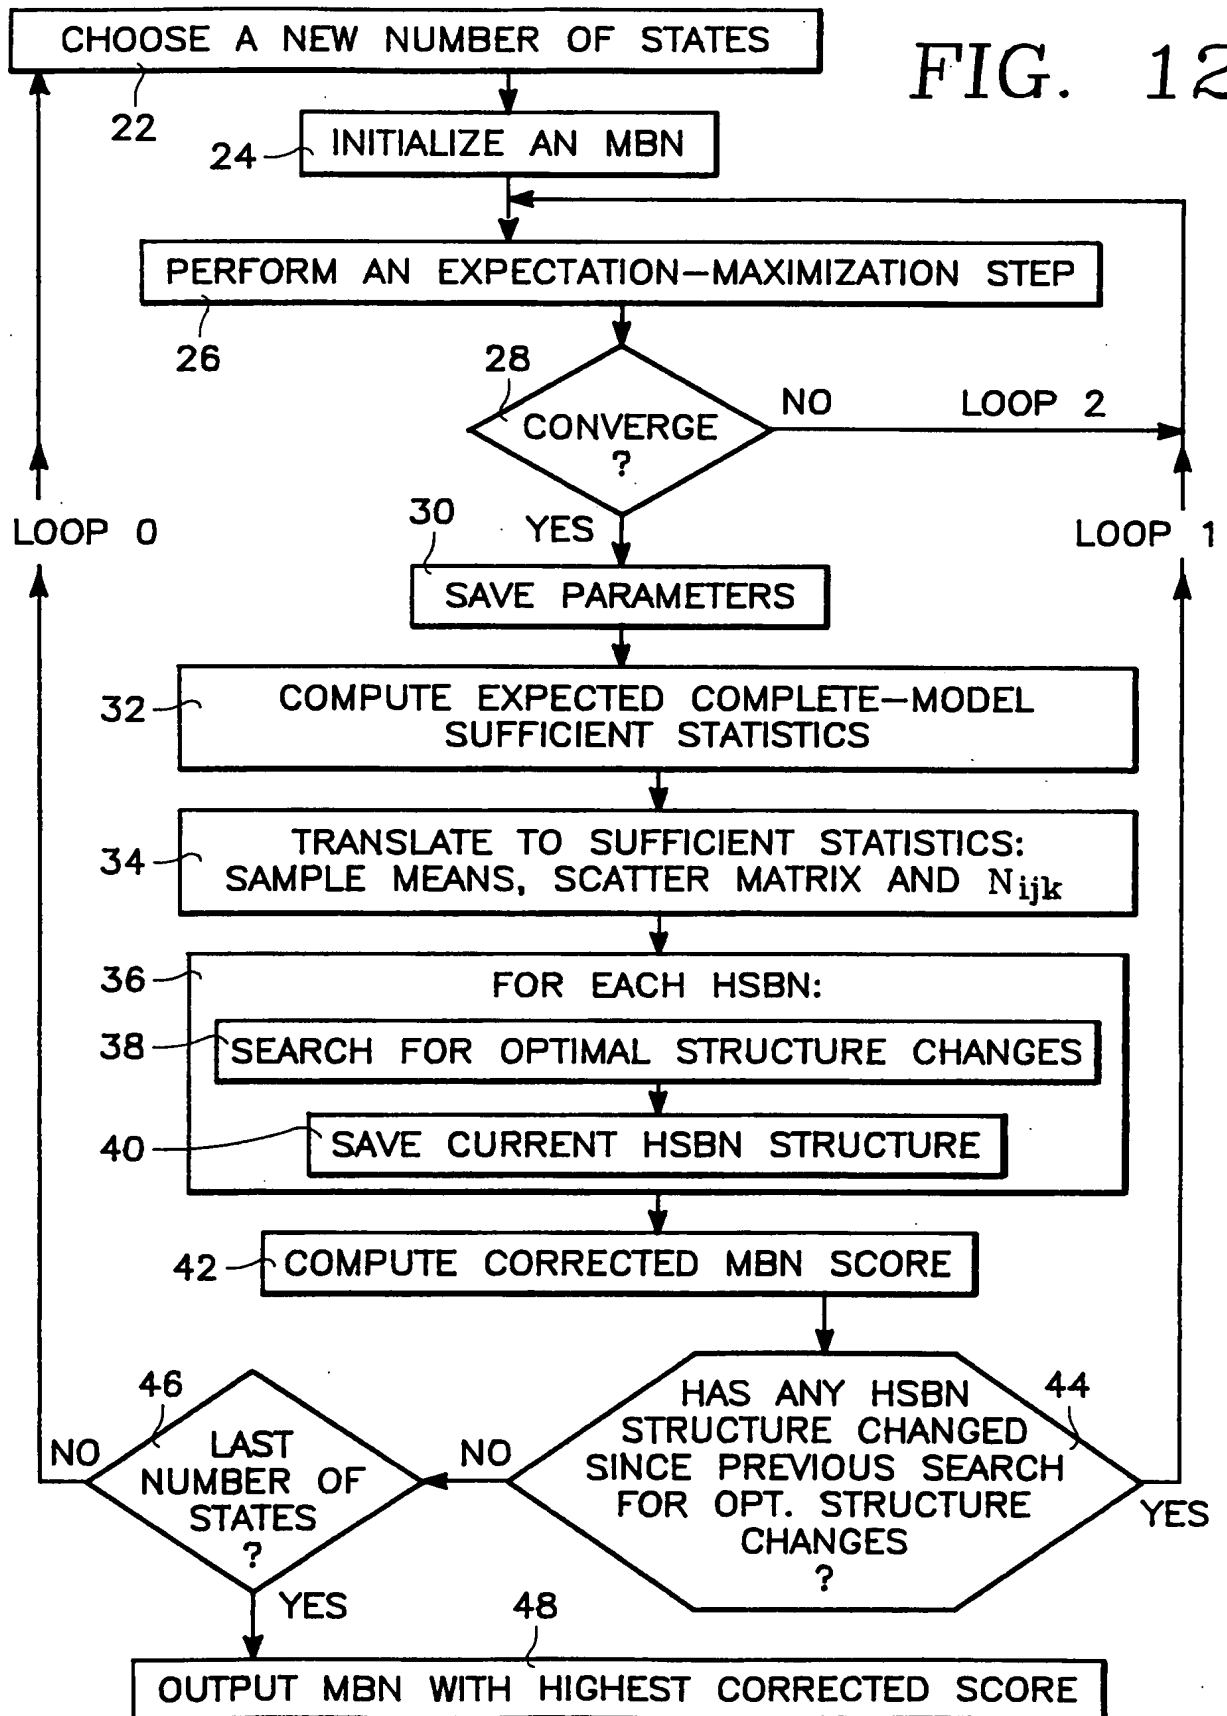 FIG. 12
CHOOSE A NEW NUMBER OF STATES
22
24
INITIALIZE AN MBN
PERFORM AN EXPECTATION-MAXIMIZATION STEP
26
28
CONVERGE
?
NO
LOOP 2
YES
LOOP 0
LOOP 1
30
SAVE PARAMETERS
32
COMPUTE EXPECTED COMPLETE-MODEL
SUFFICIENT STATISTICS
34
TRANSLATE TO SUFFICIENT STATISTICS:
SAMPLE MEANS, SCATTER MATRIX AND Nijk
36
FOR EACH HSBN:
38
SEARCH FOR OPTIMAL STRUCTURE CHANGES
40
SAVE CURRENT HSBN STRUCTURE
42
COMPUTE CORRECTED MBN SCORE
44
HAS ANY HSBN
STRUCTURE CHANGED
SINCE PREVIOUS SEARCH
FOR OPT. STRUCTURE
CHANGES
?
YES
NO
46
LAST
NUMBER OF
STATES
?
NO
YES
48
OUTPUT MBN WITH HIGHEST CORRECTED SCORE